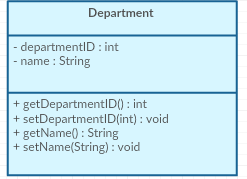 Department
- departmentID : int
- name : String
+ getDepartmentID() : int
+ setDepartmentID(int) : void
+ getName() : String
+ setName(String) : void